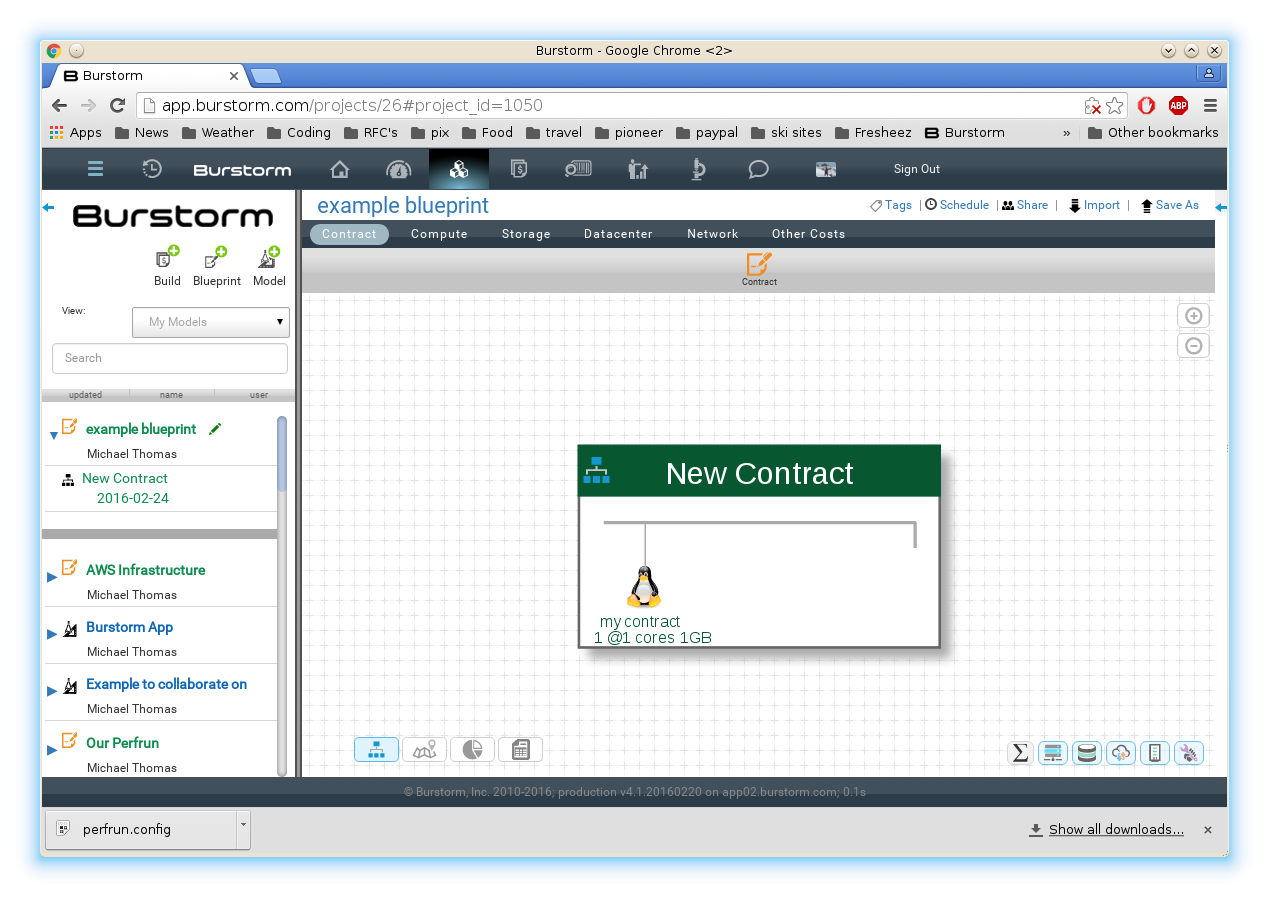 Burstorm - Google Chrome <2>
Burstorm
app.burstorm.com/projects/26#project_id=1050
ABP
Apps News Weather Coding RFC's pix Food travel pioneer paypal ski sites Fresheez Burstorm » Other bookmarks
Burstorm Sign Out
Burstorm
Build Blueprint Model
View: My Models
Search
updated name user
example blueprint
Michael Thomas
New Contract
2016-02-24
AWS Infrastructure
Michael Thomas
Burstorm App
Michael Thomas
Example to collaborate on
Michael Thomas
Our Perfrun
Michael Thomas
example blueprint
Tags | Schedule | Share | Import | Save As
Contract Compute Storage Datacenter Network Other Costs
Contract
New Contract
my contract
1 @1 cores 1GB
Σ
© Burstorm, Inc. 2010-2016; production v4.1.20160220 on app02.burstorm.com; 0.1s
perfrun.config
Show all downloads...